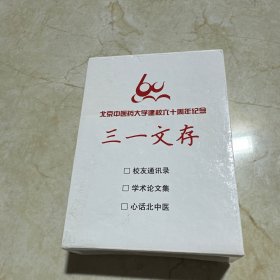 北京中医药大学建校六十周年纪念
三一文存
□ 校友通讯录
□ 学术论文集
□ 心话北中医